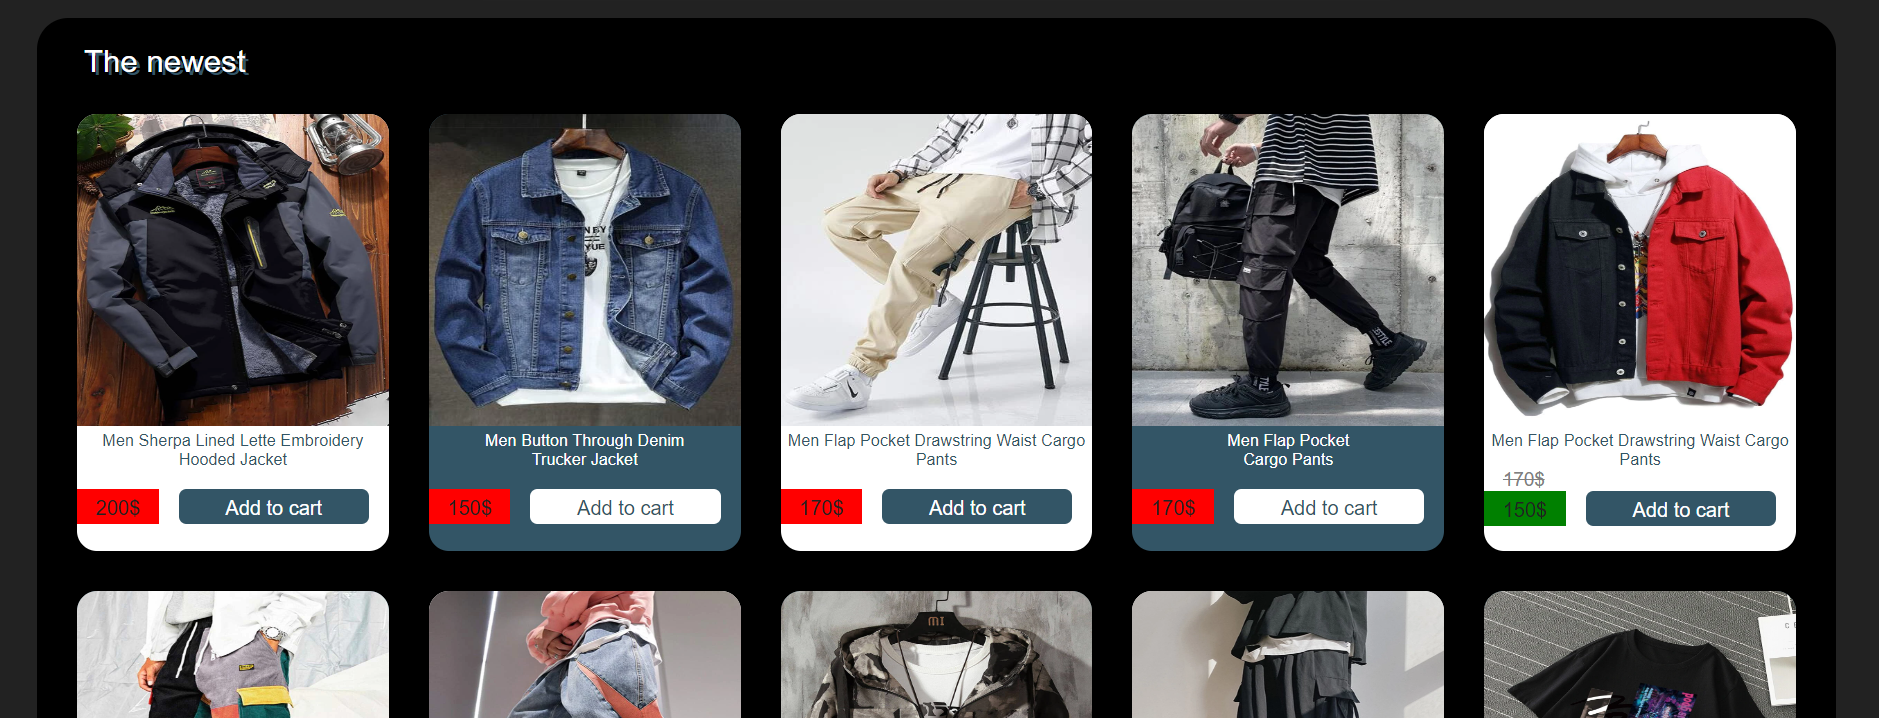 The newest
Men Sherpa Lined Lette Embroidery
Hooded Jacket
200$
Add to cart
Men Button Through Denim
Trucker Jacket
150$
Add to cart
Men Flap Pocket Drawstring Waist Cargo
Pants
170$
Add to cart
Men Flap Pocket
Cargo Pants
170$
Add to cart
Men Flap Pocket Drawstring Waist Cargo
Pants
170$
150$
Add to cart
MI